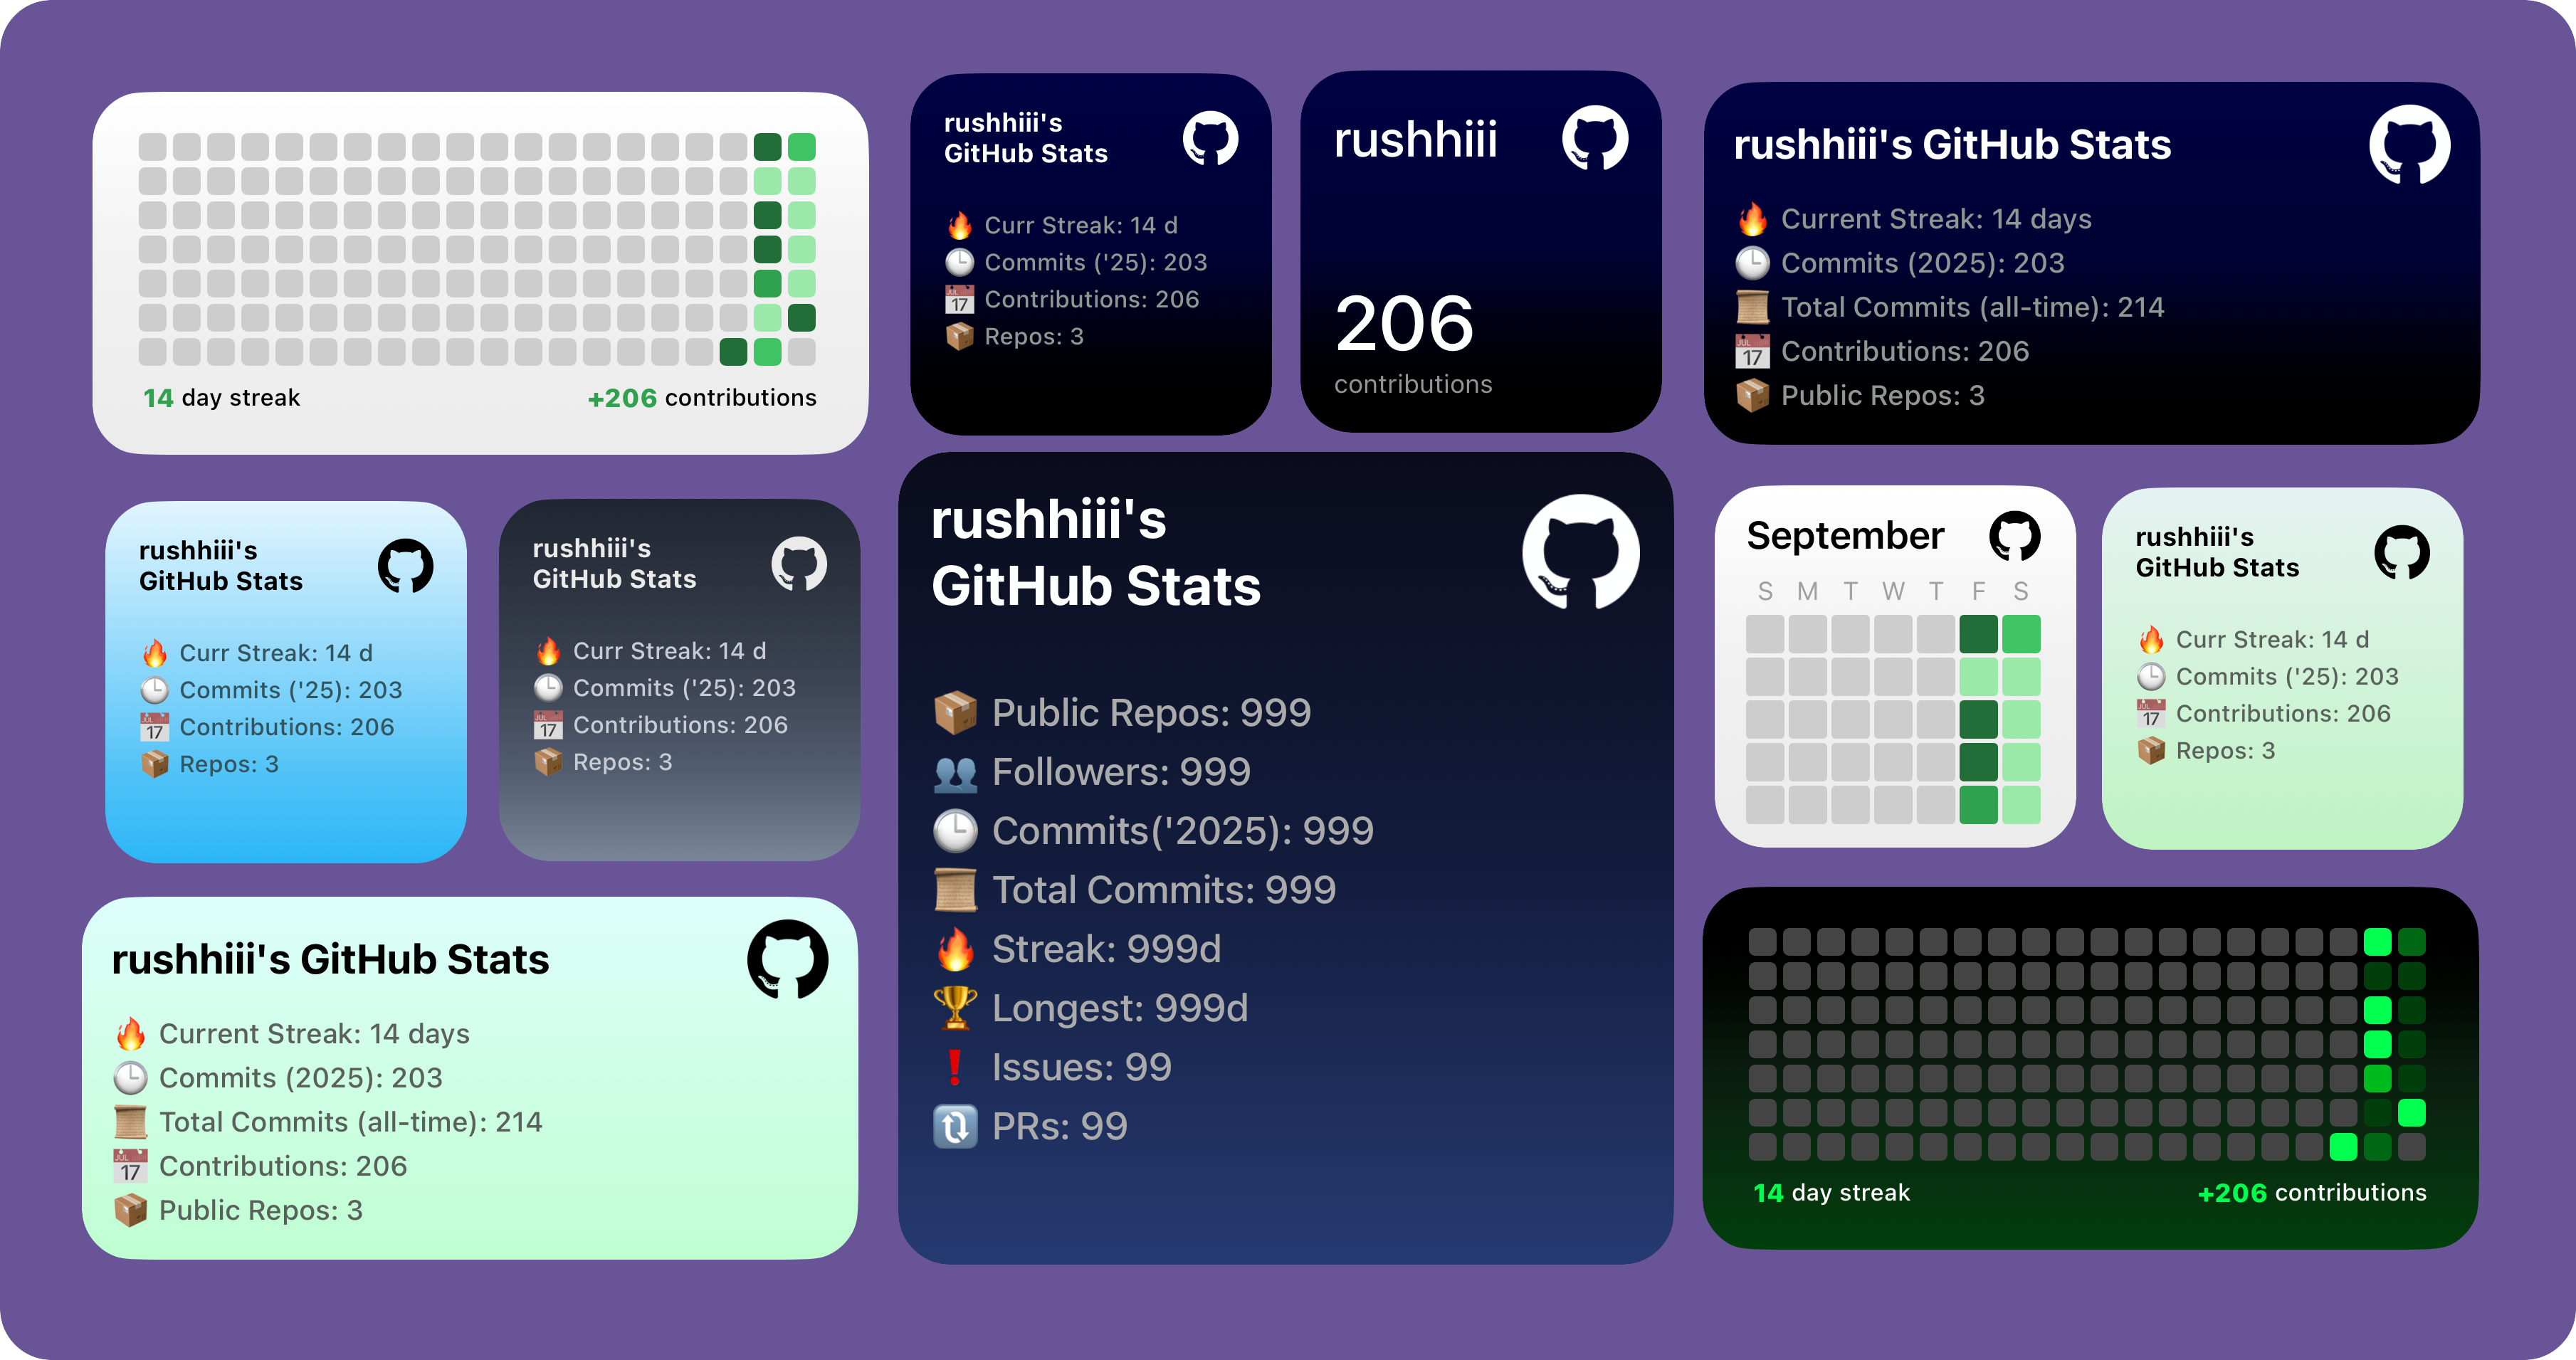 14 day streak
+206 contributions
rushhiii's
GitHub Stats
🔥 Curr Streak: 14 d
🕒 Commits ('25): 203
📅 Contributions: 206
📦 Repos: 3
rushhiii
206
contributions
rushhiii's GitHub Stats
🔥 Current Streak: 14 days
🕒 Commits (2025): 203
📜 Total Commits (all-time): 214
📅 Contributions: 206
📦 Public Repos: 3
rushhiii's
GitHub Stats
🔥 Curr Streak: 14 d
🕒 Commits ('25): 203
📅 Contributions: 206
📦 Repos: 3
rushhiii's
GitHub Stats
🔥 Curr Streak: 14 d
🕒 Commits ('25): 203
📅 Contributions: 206
📦 Repos: 3
rushhiii's
GitHub Stats
📦 Public Repos: 999
👥 Followers: 999
🕒 Commits('2025): 999
📜 Total Commits: 999
🔥 Streak: 999d
🏆 Longest: 999d
❗ Issues: 99
🔃 PRs: 99
September
S M T W T F S
rushhiii's
GitHub Stats
🔥 Curr Streak: 14 d
🕒 Commits ('25): 203
📅 Contributions: 206
📦 Repos: 3
rushhiii's GitHub Stats
🔥 Current Streak: 14 days
🕒 Commits (2025): 203
📜 Total Commits (all-time): 214
📅 Contributions: 206
📦 Public Repos: 3
14 day streak
+206 contributions